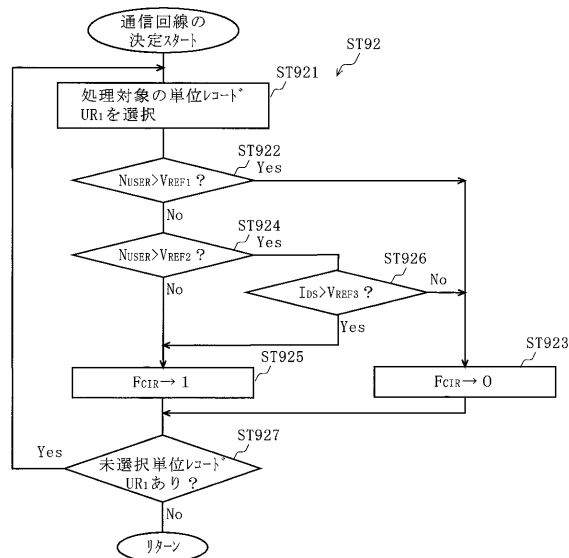 通信回線の
決定スタート
ST92
ST921
処理対象の単位レコード
UR1を選択
ST922
NUSER>VREF1 ?
Yes
No
ST924
NUSER>VREF2 ?
Yes
No
ST926
IDS>VREF3 ?
No
Yes
ST925
FCIR→ 1
ST923
FCIR→ 0
ST927
Yes
未選択単位レコード
UR1あり ?
No
リターン